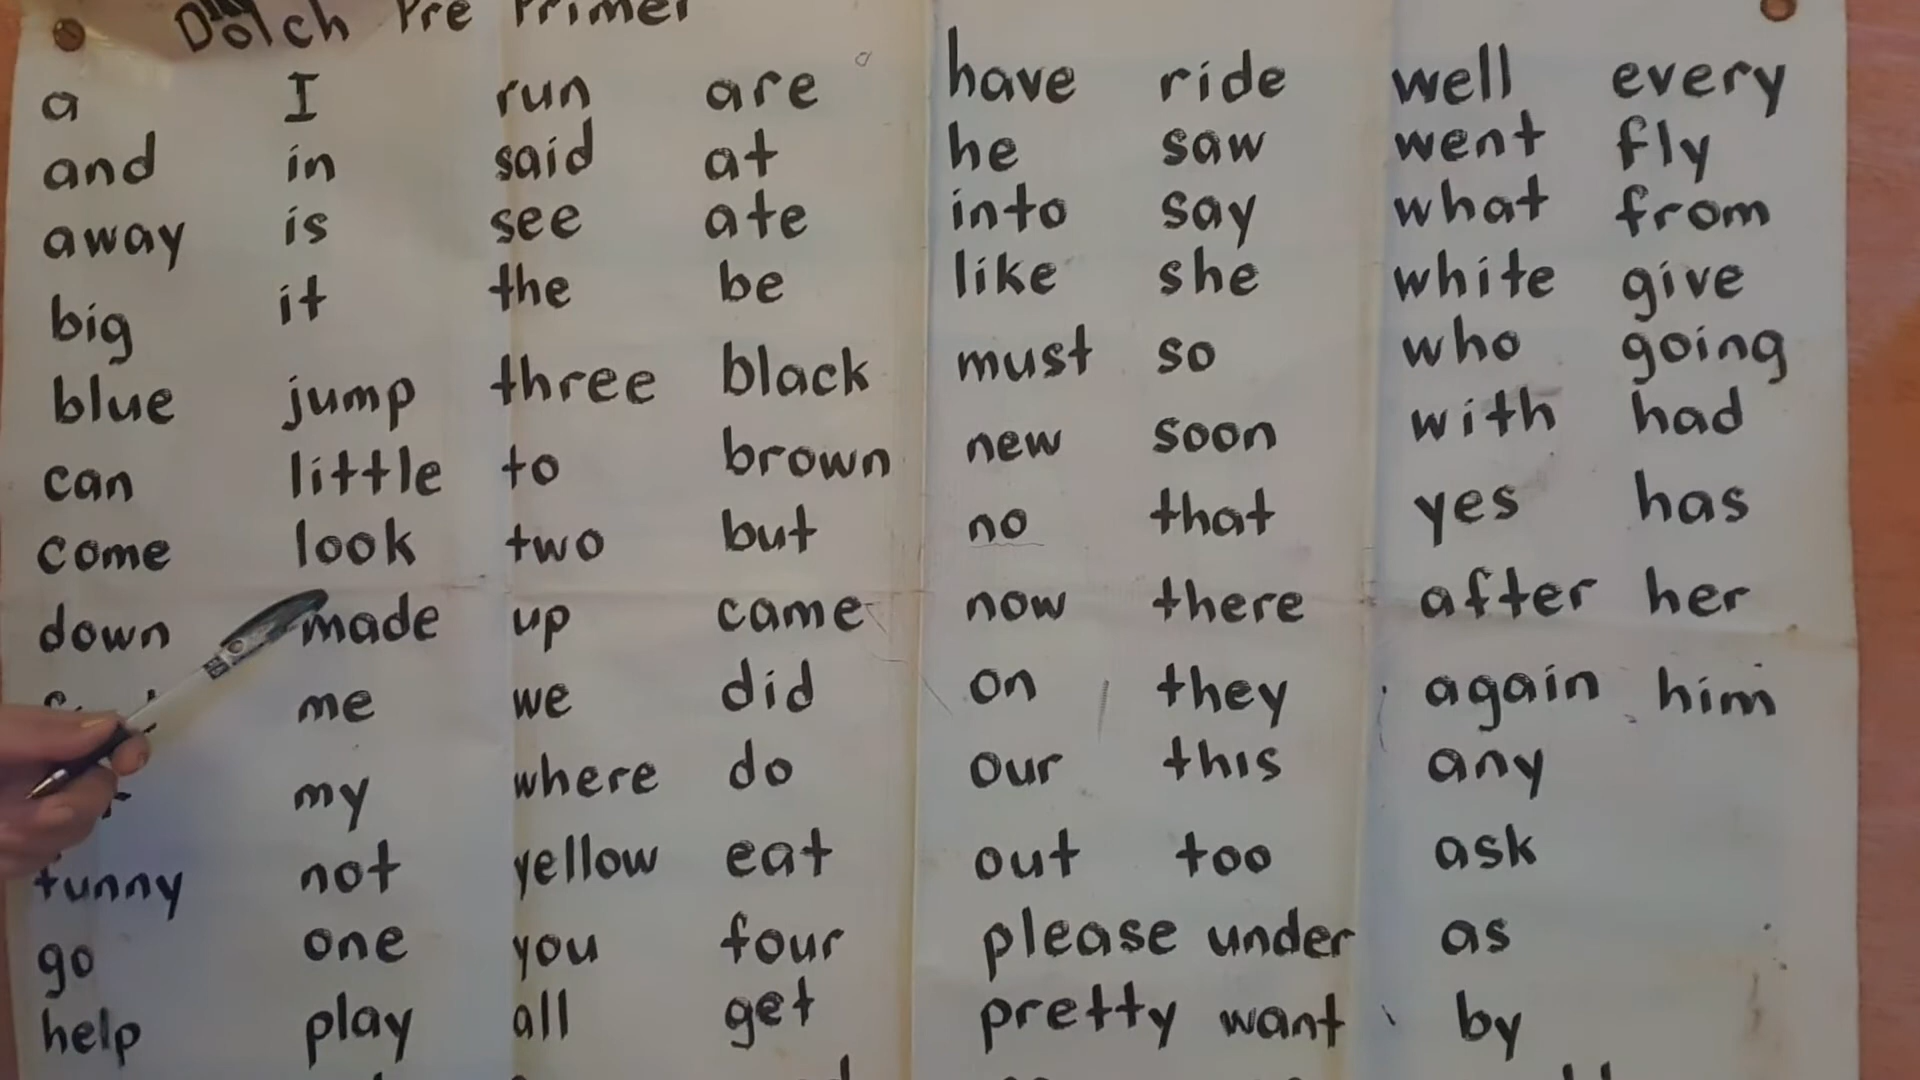 Dolch Pre Primer
a I run are have ride well every
and in said at he saw went fly
away is see ate into say what from
big it the be like she white give
blue jump three black must so who going
can little to brown new soon with had
come look two but no that yes has
down made up came now there after her
me we did on they again him
my where do our this any
funny not yellow eat out too ask
go one you four please under as
help play all get pretty want by